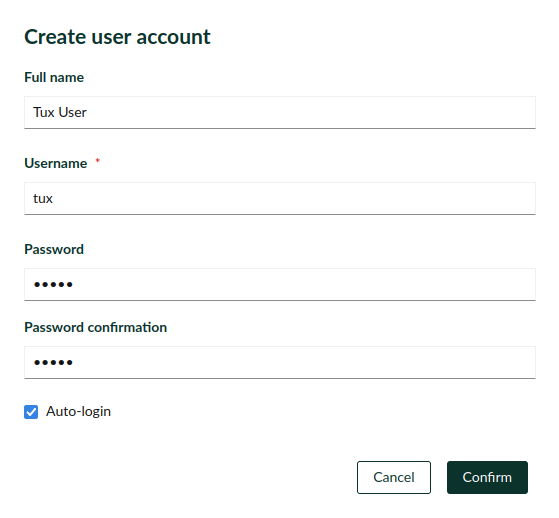 Create user account
Full name
Tux User
Username *
tux
Password
•••••
Password confirmation
•••••
Auto-login
Cancel Confirm